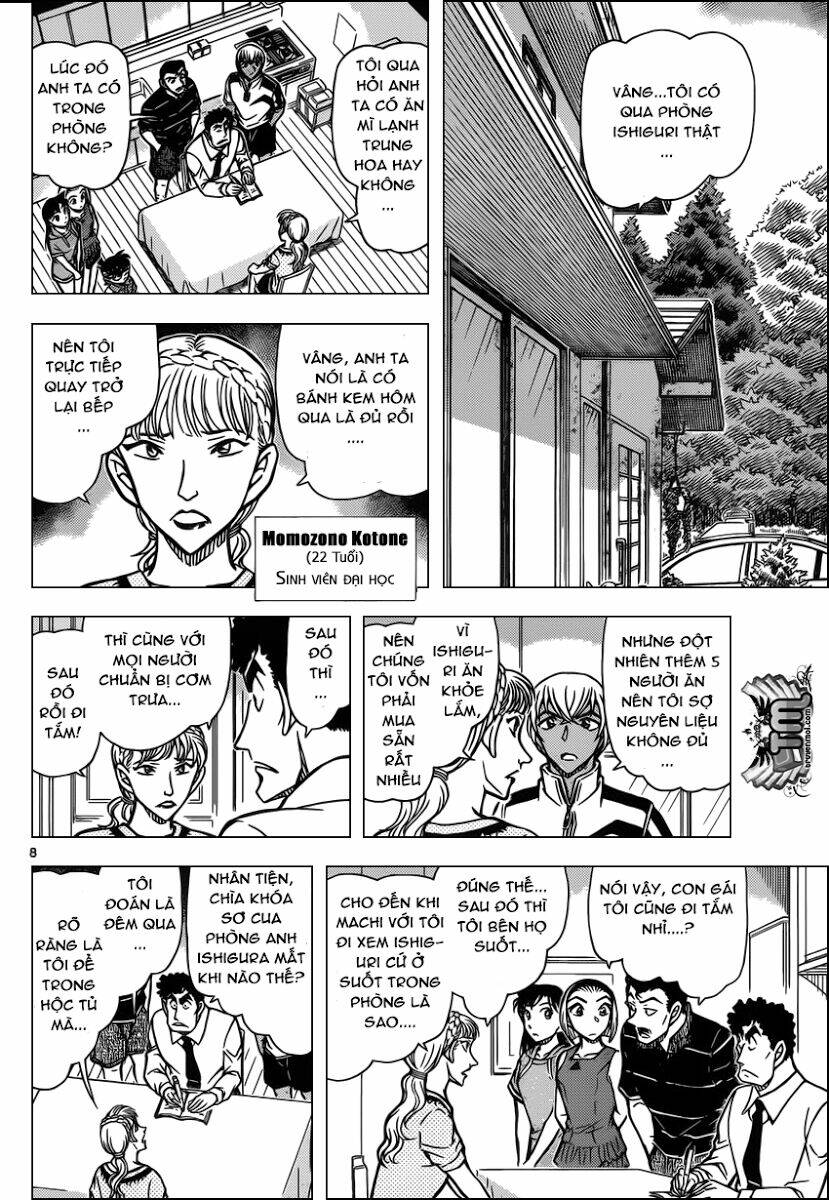 VÂNG...TÔI CÓ
QUA PHÒNG
ISHIGURI THẬT
...
TÔI QUA
HỎI ANH
TA CÓ ĂN
MÌ LẠNH
TRUNG
HOA HAY
KHÔNG
...
LÚC ĐÓ
ANH TA CÓ
TRONG
PHÒNG
KHÔNG?
VÂNG, ANH TA
NÓI LÀ CÓ
BÁNH KEM HÔM
QUA LÀ ĐỦ RỒI
....
NÊN TÔI
TRỰC TIẾP
QUAY TRỞ
LẠI BẾP
...
Momozono Kotone
(22 Tuổi)
SINH VIÊN ĐẠI HỌC
NHƯNG ĐỘT
NHIÊN THÊM 5
NGƯỜI ĂN
NÊN TÔI SỢ
NGUYÊN LIỆU
KHÔNG ĐỦ
...
VÌ
ISHIGU-
RI ĂN
KHỎE
LẮM,
NÊN
CHÚNG
TÔI VỐN
PHẢI
MUA
SẴN
RẤT
NHIỀU
SAU
ĐÓ
THÌ
...
THÌ CÙNG VỚI
MỌI NGƯỜI
CHUẨN BỊ CƠM
TRƯA...
SAU
ĐÓ
RỒI ĐI
TẮM!
TM
truyenmoi.com
8
NÓI VẬY, CON GÁI
TÔI CŨNG ĐI TẮM
NHỈ....?
ĐÚNG THẾ...
SAU ĐÓ THÌ
TÔI BÊN HỌ
SUỐT...
CHO ĐẾN KHI
MACHI VỚI TÔI
ĐI XEM ISHIG-
URI CỨ Ở
SUỐT TRONG
PHÒNG LÀ
SAO....
NHÂN TIỆN,
CHÌA KHÓA
SƠ CUA
PHÒNG ANH
ISHIGURA MẤT
KHI NÀO THẾ?
TÔI
ĐOÁN LÀ
ĐÊM QUA
...
RÕ
RÀNG LÀ
TÔI ĐỂ
TRONG
HỘC TỦ
MÀ...